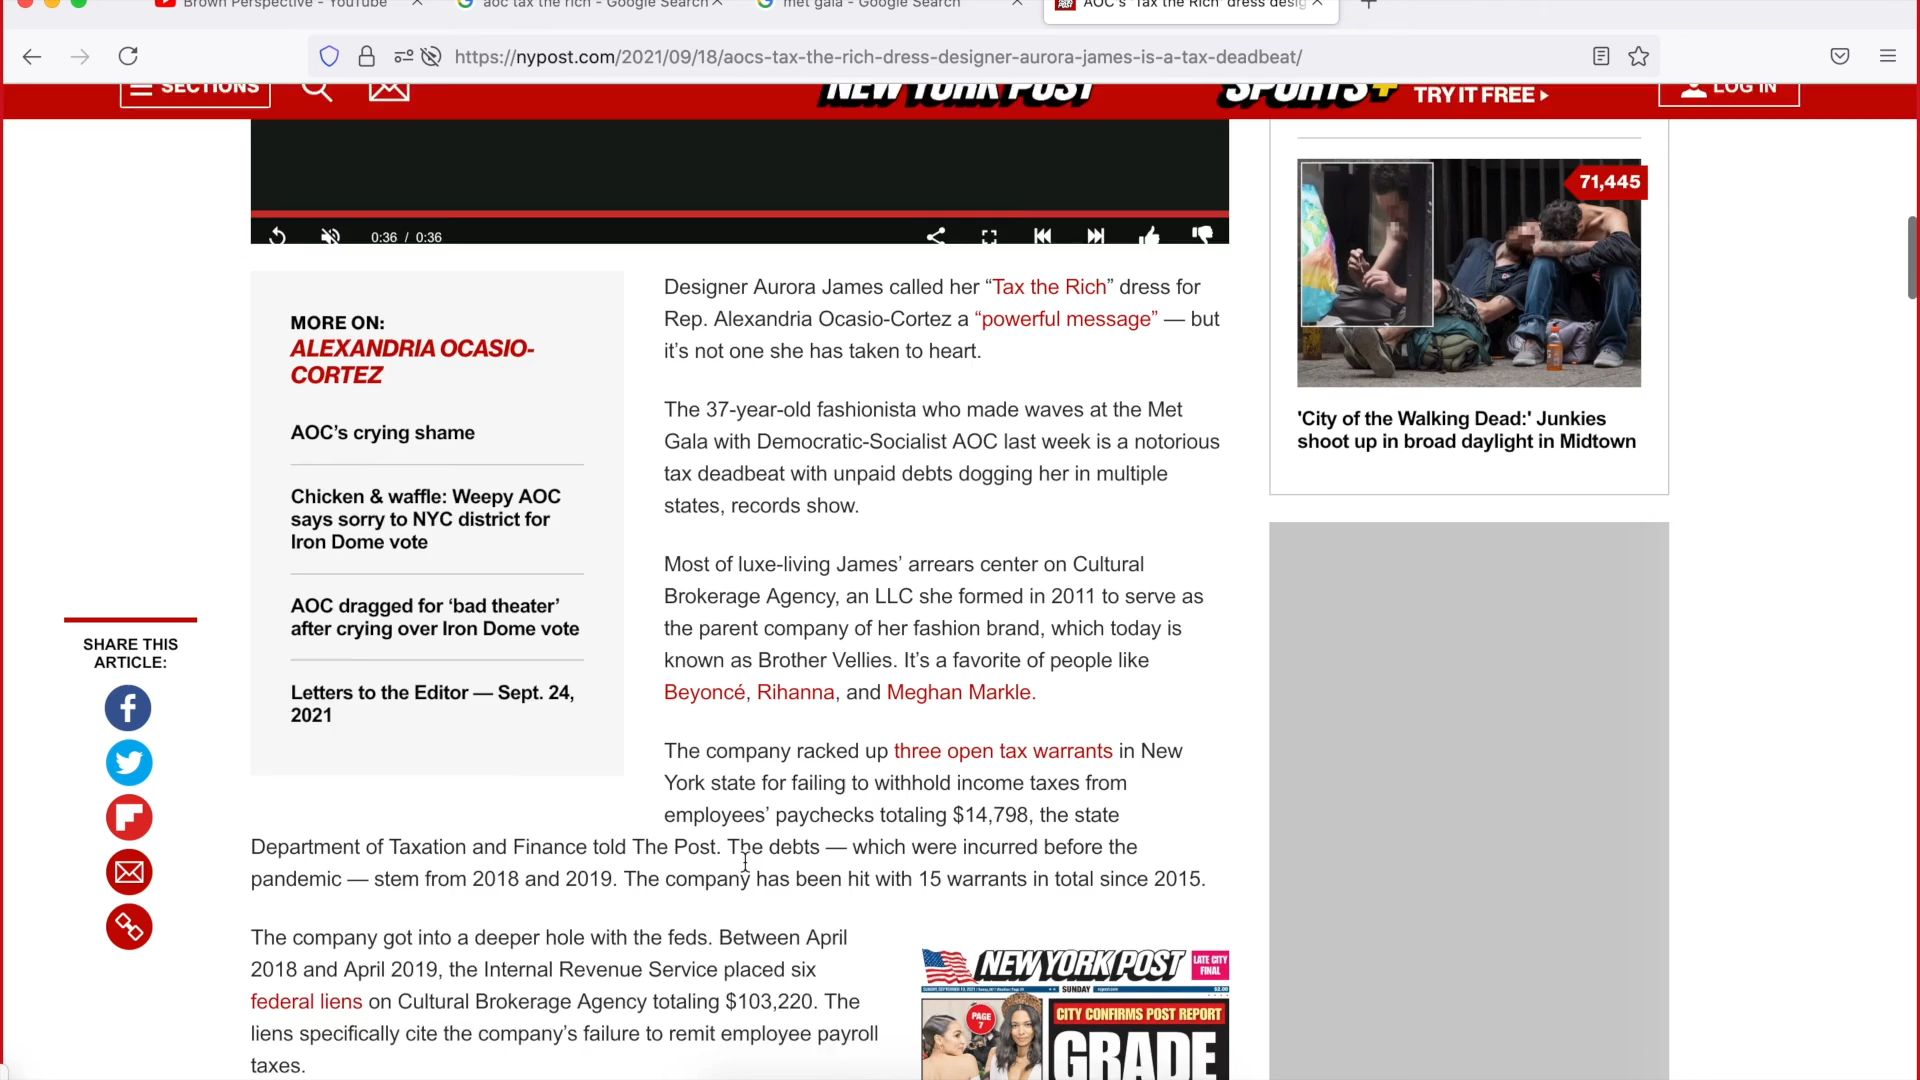 Brown Perspective - YouTube
aoc tax the rich - Google Search
met gala - Google Search
AOC's 'Tax the Rich' dress desig
https://nypost.com/2021/09/18/aocs-tax-the-rich-dress-designer-aurora-james-is-a-tax-deadbeat/
SECTIONS
NEW YORK POST
SPORTS+
TRY IT FREE
LOG IN
0:36 / 0:36
71,445
'City of the Walking Dead:' Junkies
shoot up in broad daylight in Midtown
MORE ON:
ALEXANDRIA OCASIO-
CORTEZ
AOC’s crying shame
Chicken & waffle: Weepy AOC
says sorry to NYC district for
Iron Dome vote
AOC dragged for ‘bad theater’
after crying over Iron Dome vote
Letters to the Editor — Sept. 24,
2021
SHARE THIS
ARTICLE:
Designer Aurora James called her “Tax the Rich” dress for
Rep. Alexandria Ocasio-Cortez a “powerful message” — but
it’s not one she has taken to heart.
The 37-year-old fashionista who made waves at the Met
Gala with Democratic-Socialist AOC last week is a notorious
tax deadbeat with unpaid debts dogging her in multiple
states, records show.
Most of luxe-living James’ arrears center on Cultural
Brokerage Agency, an LLC she formed in 2011 to serve as
the parent company of her fashion brand, which today is
known as Brother Vellies. It’s a favorite of people like
Beyoncé, Rihanna, and Meghan Markle.
The company racked up three open tax warrants in New
York state for failing to withhold income taxes from
employees’ paychecks totaling $14,798, the state
Department of Taxation and Finance told The Post. The debts — which were incurred before the
pandemic — stem from 2018 and 2019. The company has been hit with 15 warrants in total since 2015.
The company got into a deeper hole with the feds. Between April
2018 and April 2019, the Internal Revenue Service placed six
federal liens on Cultural Brokerage Agency totaling $103,220. The
liens specifically cite the company’s failure to remit employee payroll
taxes.
NEW YORK POST
LATE CITY
FINAL
SUNDAY
nypost.com
$2.00
PAGE
7
CITY CONFIRMS POST REPORT
GRADE